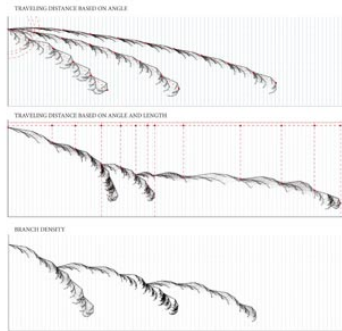 TRAVELING DISTANCE BASED ON ANGLE
TRAVELING DISTANCE BASED ON ANGLE AND LENGTH
BRANCH DENSITY